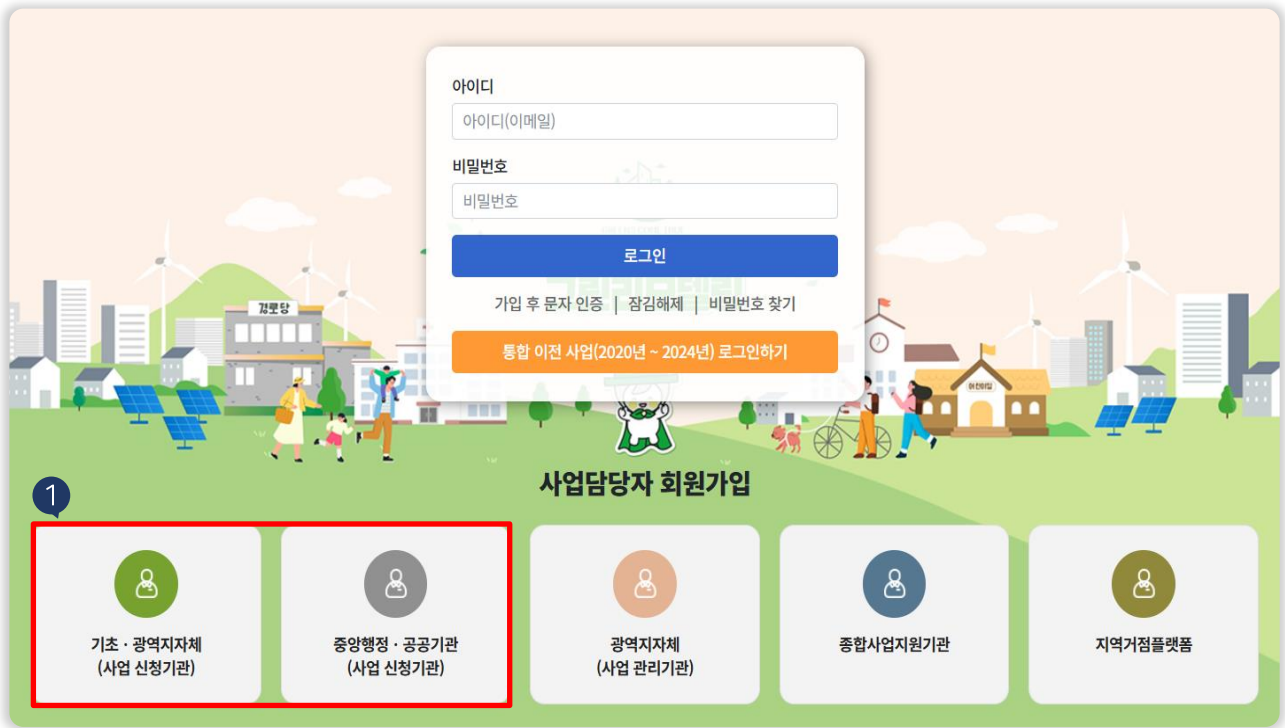 아이디
아이디(이메일)
비밀번호
비밀번호
로그인
가입 후 문자 인증 | 잠김해제 | 비밀번호 찾기
통합 이전 사업(2020년 ~ 2024년) 로그인하기
경로당
어린이집
사업담당자 회원가입
1
기초 · 광역지자체
(사업 신청기관)
중앙행정 · 공공기관
(사업 신청기관)
광역지자체
(사업 관리기관)
종합사업지원기관
지역거점플랫폼